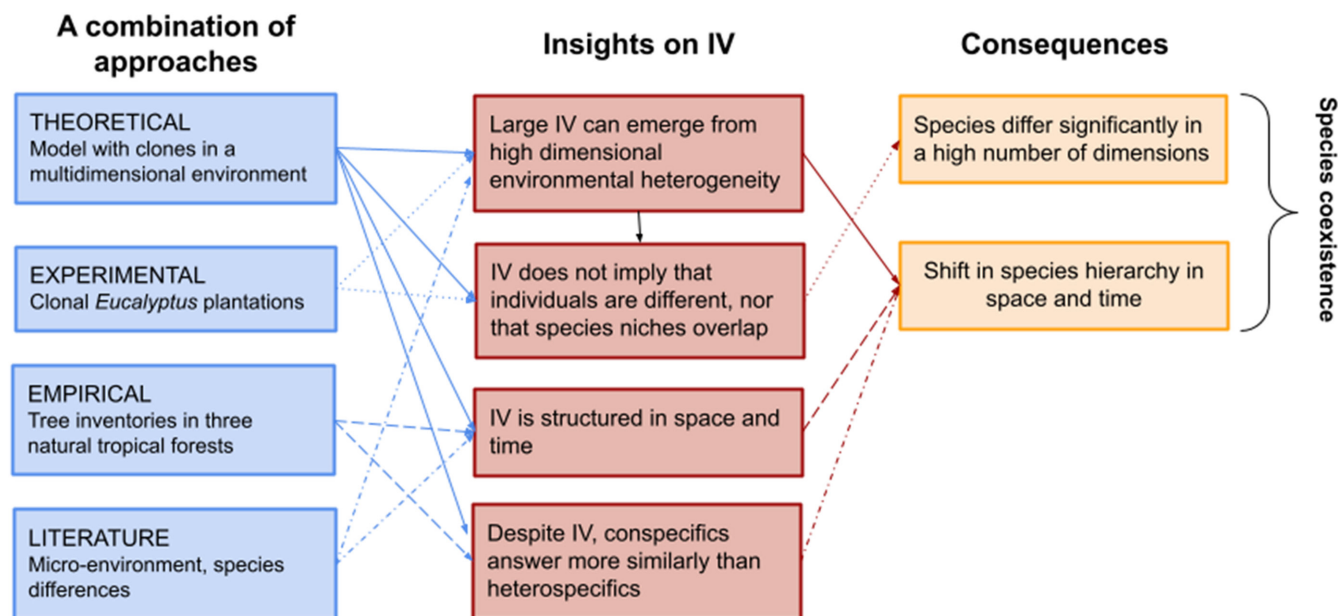 A combination of
approaches
THEORETICAL
Model with clones in a
multidimensional environment
EXPERIMENTAL
Clonal Eucalyptus plantations
EMPIRICAL
Tree inventories in three
natural tropical forests
LITERATURE
Micro-environment, species
differences
Insights on IV
Large IV can emerge from
high dimensional
environmental heterogeneity
IV does not imply that
individuals are different, nor
that species niches overlap
IV is structured in space and
time
Despite IV, conspecifics
answer more similarly than
heterospecifics
Consequences
Species differ significantly in
a high number of dimensions
Shift in species hierarchy in
space and time
Species coexistence